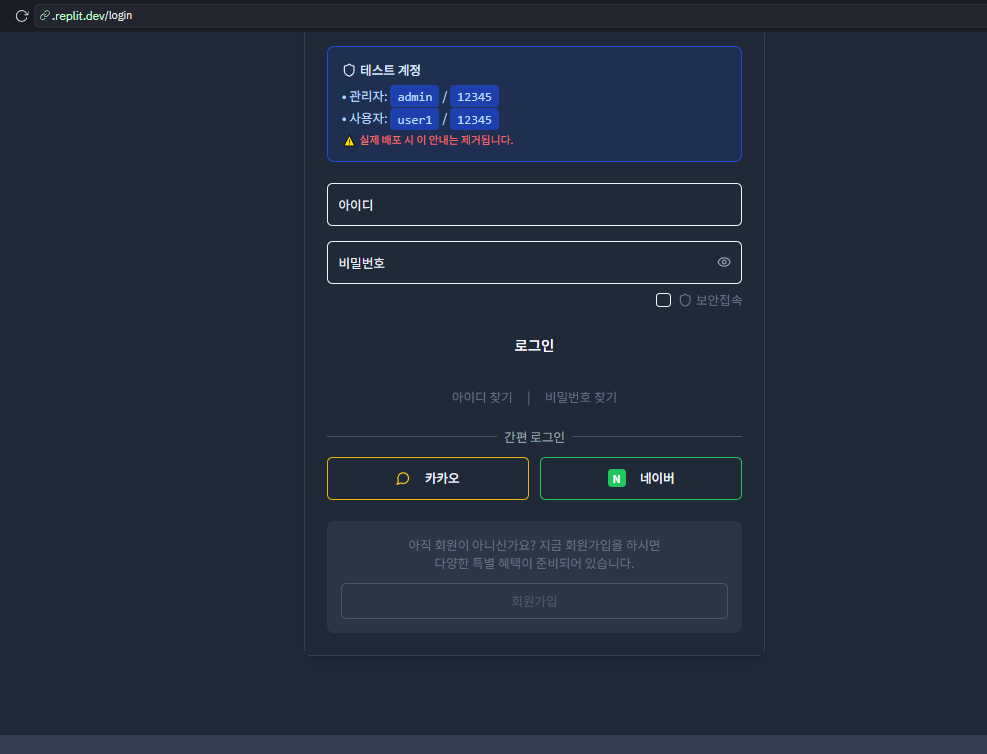 .replit.dev/login
테스트 계정
• 관리자: admin / 12345
• 사용자: user1 / 12345
실제 배포 시 이 안내는 제거됩니다.
아이디
비밀번호
보안접속
로그인
아이디 찾기 | 비밀번호 찾기
간편 로그인
카카오
N 네이버
아직 회원이 아니신가요? 지금 회원가입을 하시면
다양한 특별 혜택이 준비되어 있습니다.
회원가입